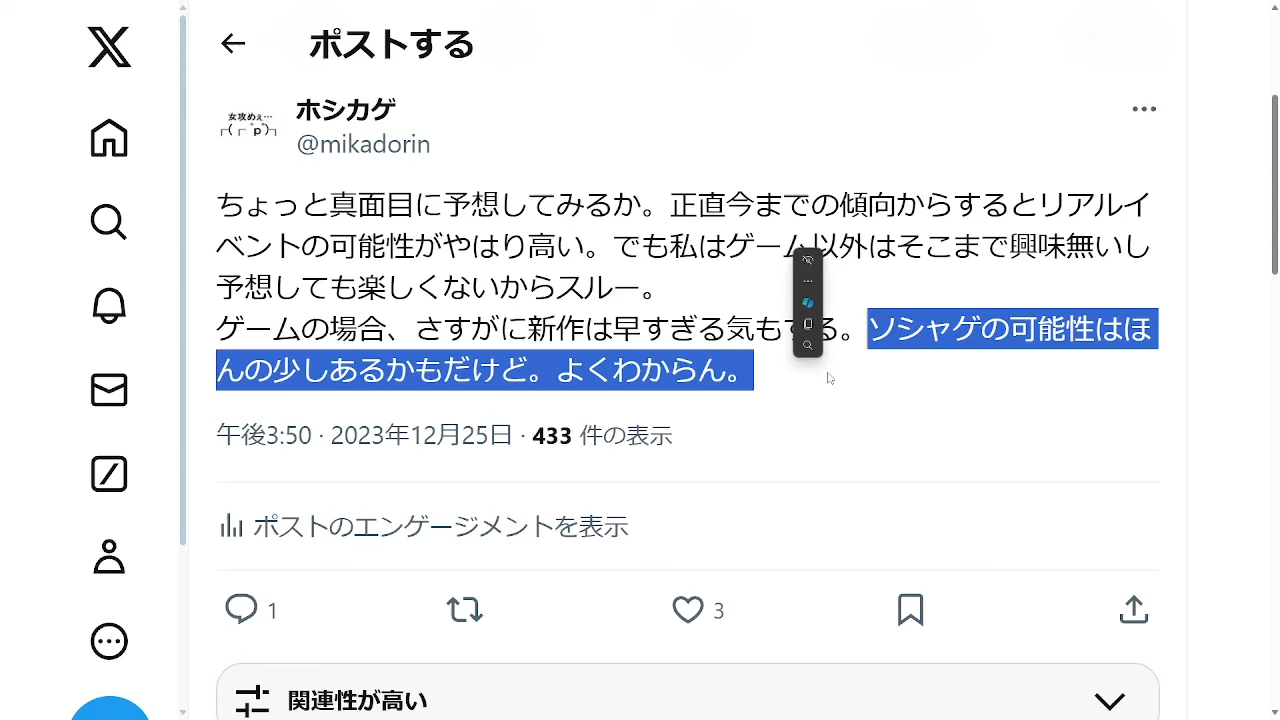 ポストする
女攻めぇ…
ホシカゲ
@mikadorin
ちょっと真面目に予想してみるか。正直今までの傾向からするとリアルイ
ベントの可能性がやはり高い。でも私はゲーム以外はそこまで興味無いし
予想しても楽しくないからスルー。
ゲームの場合、さすがに新作は早すぎる気もする。ソシャゲの可能性はほ
んの少しあるかもだけど。よくわからん。
午後3:50 · 2023年12月25日 · 433 件の表示
ポストのエンゲージメントを表示
1
3
関連性が高い